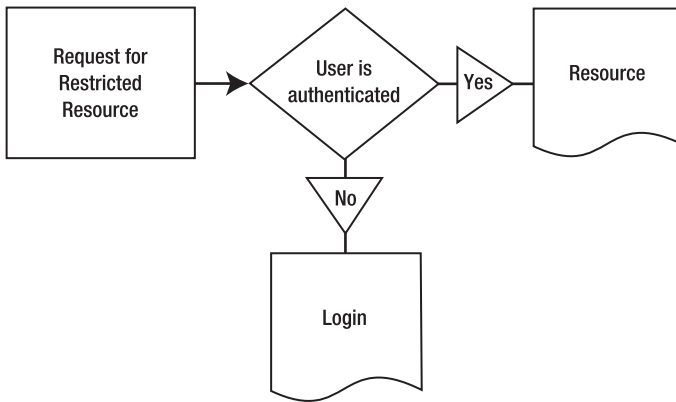 Request for
Restricted
Resource
User is
authenticated
Yes
Resource
No
Login